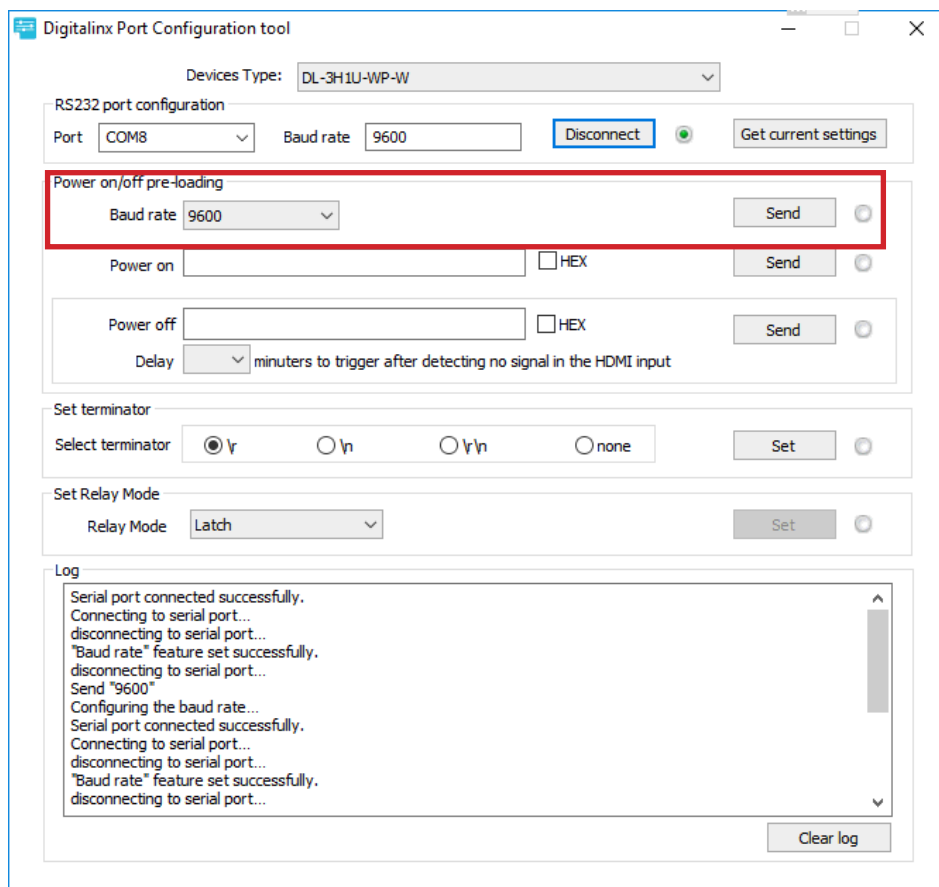 Digitalinx Port Configuration tool
Devices Type: DL-3H1U-WP-W
RS232 port configuration
Port COM8 Baud rate 9600 Disconnect Get current settings
Power on/off pre-loading
Baud rate 9600 Send
Power on HEX Send
Power off HEX Send
Delay minuters to trigger after detecting no signal in the HDMI input
Set terminator
Select terminator \r \n \r\n none Set
Set Relay Mode
Relay Mode Latch Set
Log
Serial port connected successfully.
Connecting to serial port...
disconnecting to serial port...
"Baud rate" feature set successfully.
disconnecting to serial port...
Send "9600"
Configuring the baud rate...
Serial port connected successfully.
Connecting to serial port...
disconnecting to serial port...
"Baud rate" feature set successfully.
disconnecting to serial port...
Clear log